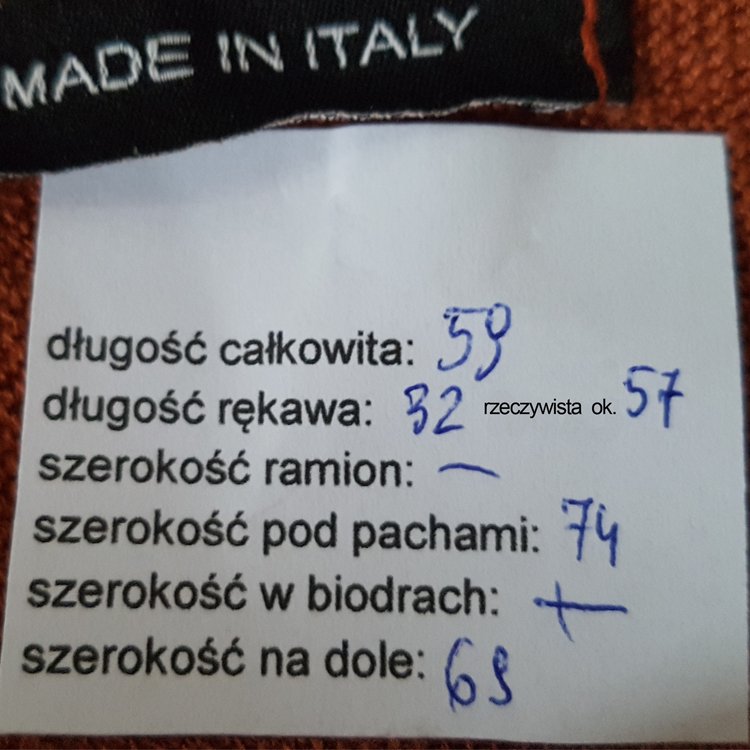 MADE IN ITALY
długość całkowita: 59
długość rękawa: 32 rzeczywista ok. 57
szerokość ramion: —
szerokość pod pachami: 74
szerokość w biodrach: +
szerokość na dole: 69